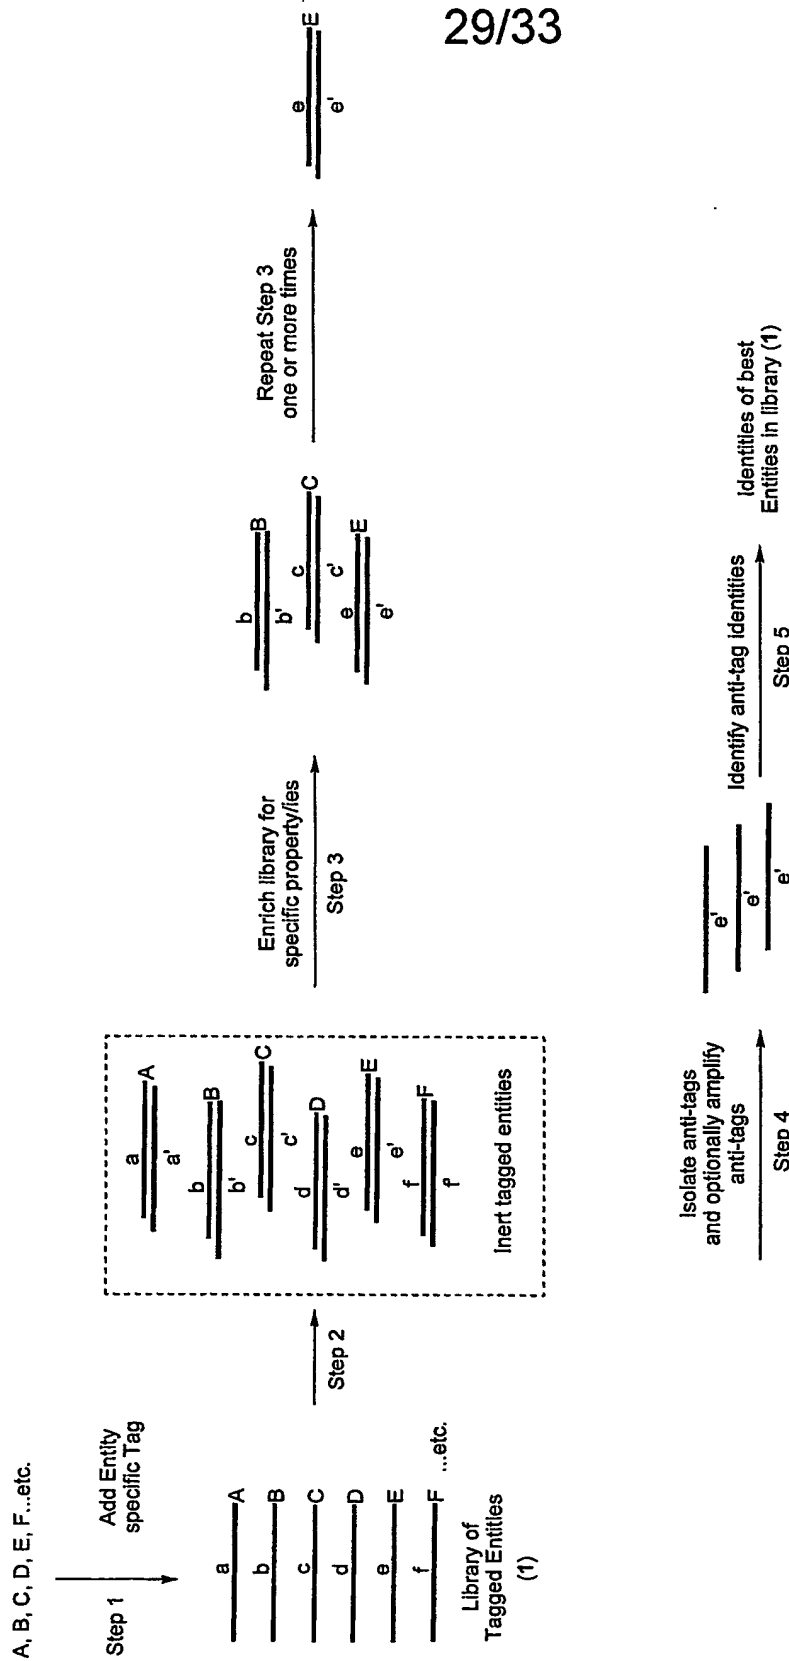 29/33
A, B, C, D, E, F...etc.
Step 1
Add Entity
specific Tag
a
A
b
B
c
C
d
D
e
E
f
F
...etc.
Library of
Tagged Entities
(1)
Step 2
a
A
a'
b
B
b'
c
C
c'
d
D
d'
e
E
e'
f
F
f'
Inert tagged entities
Enrich library for
specific property/ies
Step 3
b
B
b'
c
C
c'
e
E
e'
Repeat Step 3
one or more times
e
E
e'
Isolate anti-tags
and optionally amplify
anti-tags
Step 4
e'
e'
e'
Identify anti-tag identities
Step 5
Identities of best
Entities in library (1)